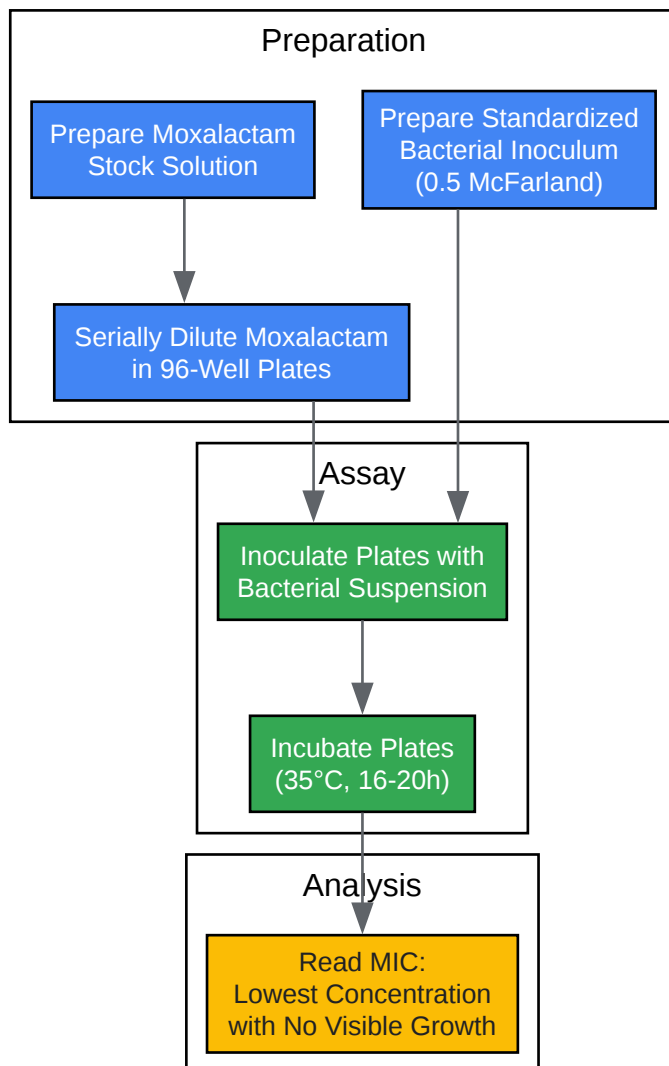 Preparation
Prepare Moxalactam
Stock Solution
Prepare Standardized
Bacterial Inoculum
(0.5 McFarland)
Serially Dilute Moxalactam
in 96-Well Plates
Assay
Inoculate Plates with
Bacterial Suspension
Incubate Plates
(35°C, 16-20h)
Analysis
Read MIC:
Lowest Concentration
with No Visible Growth